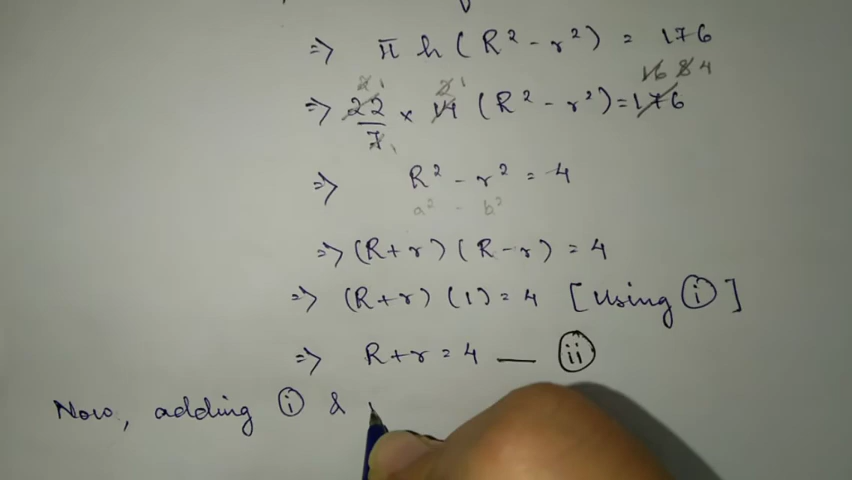 => π h (R² - r²) = 176
=> 22/7 × 14 (R² - r²) = 176
=> R² - r² = 4
a² - b²
=> (R+r) (R-r) = 4
=> (R+r) (1) = 4 [Using (i)]
=> R+r = 4 — (ii)
Now, adding (i) &